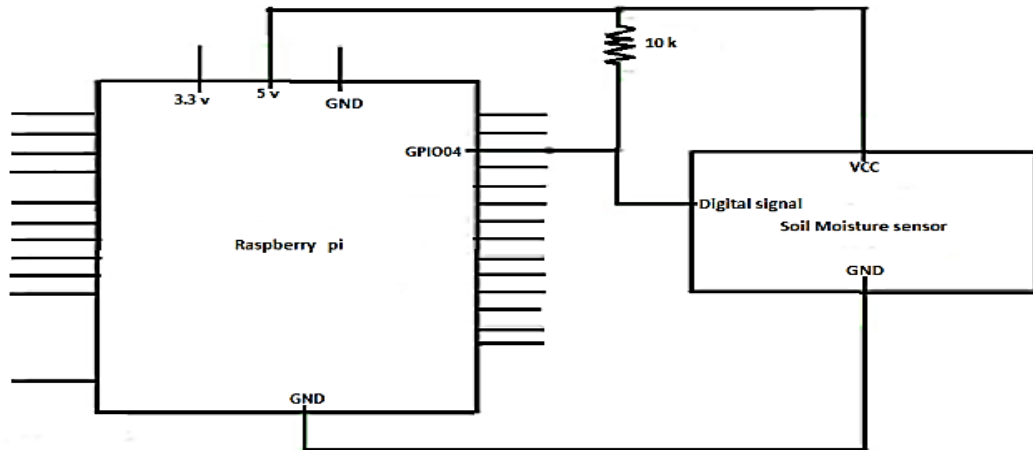 10 k
3.3 v
5 v
GND
GPIO04
VCC
Digital signal
Soil Moisture sensor
Raspberry pi
GND
GND